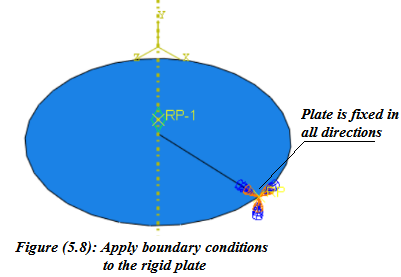 Y
Z
X
RP-1
Plate is fixed in
all directions
Figure (5.8): Apply boundary conditions
to the rigid plate